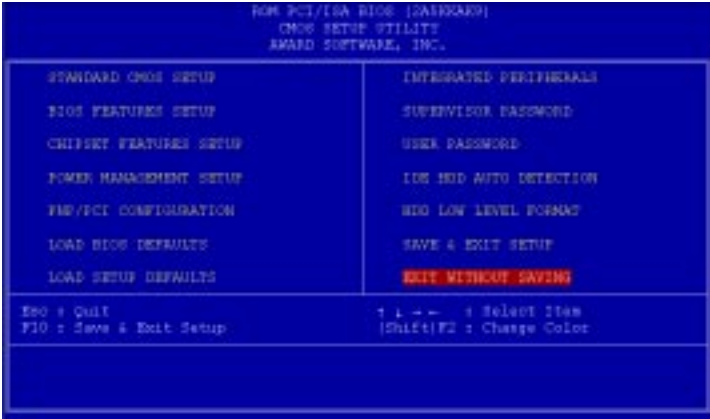 ROM PCI/ISA BIOS (2A5KKAK9)
CMOS SETUP UTILITY
AWARD SOFTWARE, INC.
STANDARD CMOS SETUP
BIOS FEATURES SETUP
CHIPSET FEATURES SETUP
POWER MANAGEMENT SETUP
PNP/PCI CONFIGURATION
LOAD BIOS DEFAULTS
LOAD SETUP DEFAULTS
INTEGRATED PERIPHERALS
SUPERVISOR PASSWORD
USER PASSWORD
IDE HDD AUTO DETECTION
HDD LOW LEVEL FORMAT
SAVE & EXIT SETUP
EXIT WITHOUT SAVING
Esc : Quit
F10 : Save & Exit Setup
↑ ↓ → ← : Select Item
(Shift)F2 : Change Color